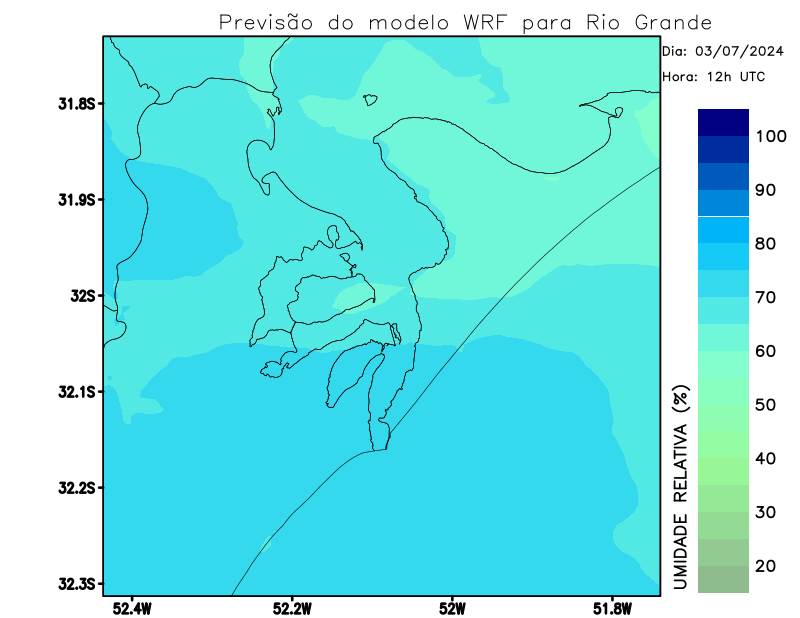 Previsão do modelo WRF para Rio Grande
Dia: 03/07/2024
Hora: 12h UTC
31.8S
31.9S
32S
32.1S
32.2S
32.3S
52.4W
52.2W
52W
51.8W
100
90
80
70
60
50
40
30
20
UMIDADE RELATIVA (%)